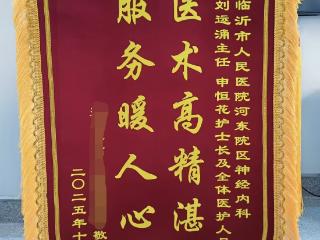 临沂市人民医院河东院区神经内科
刘运涌主任 申恒花护士长及全体医护人员
医术高精湛
服务暖人心
敬
二〇二五年十